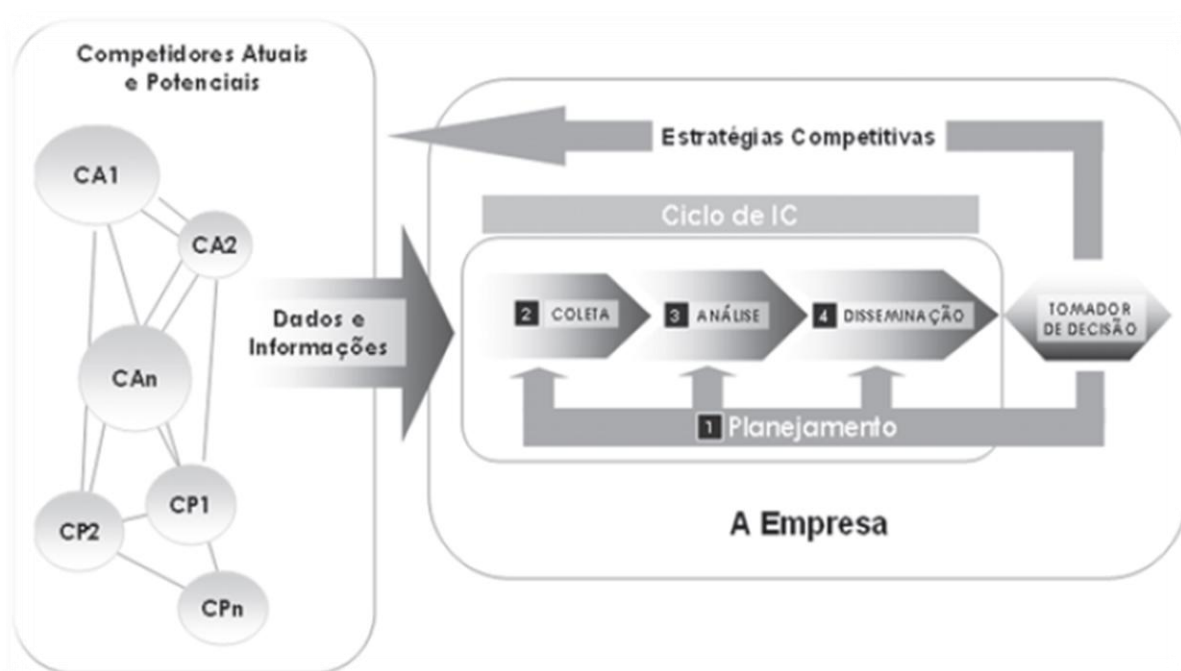 Competidores Atuais
e Potenciais
CA1
CA2
CAn
CP1
CP2
CPn
Dados e
Informações
Estratégias Competitivas
Ciclo de IC
2 COLETA
3 ANÁLISE
4 DISSEMINAÇÃO
TOMADOR
DE DECISÃO
1 Planejamento
A Empresa